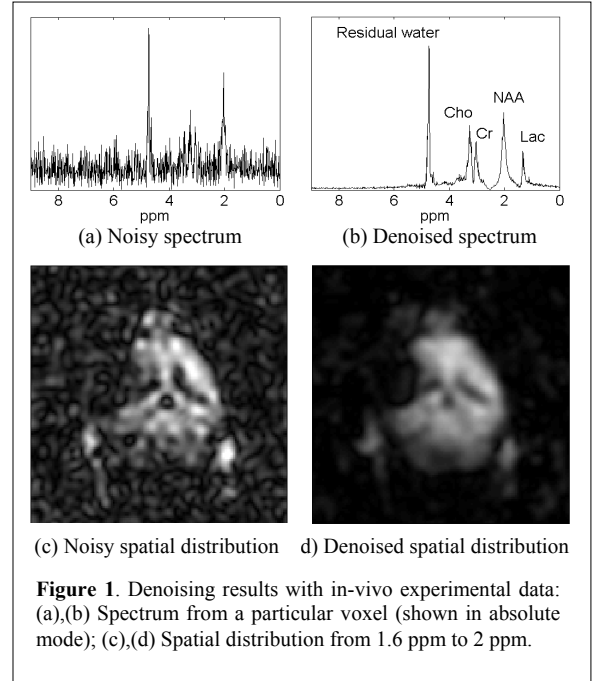 Residual water
Cho
Cr
NAA
Lac
8 6 4 2 0
ppm
8 6 4 2 0
ppm
(a) Noisy spectrum
(b) Denoised spectrum
(c) Noisy spatial distribution
d) Denoised spatial distribution
Figure 1. Denoising results with in-vivo experimental data:
(a),(b) Spectrum from a particular voxel (shown in absolute
mode); (c),(d) Spatial distribution from 1.6 ppm to 2 ppm.